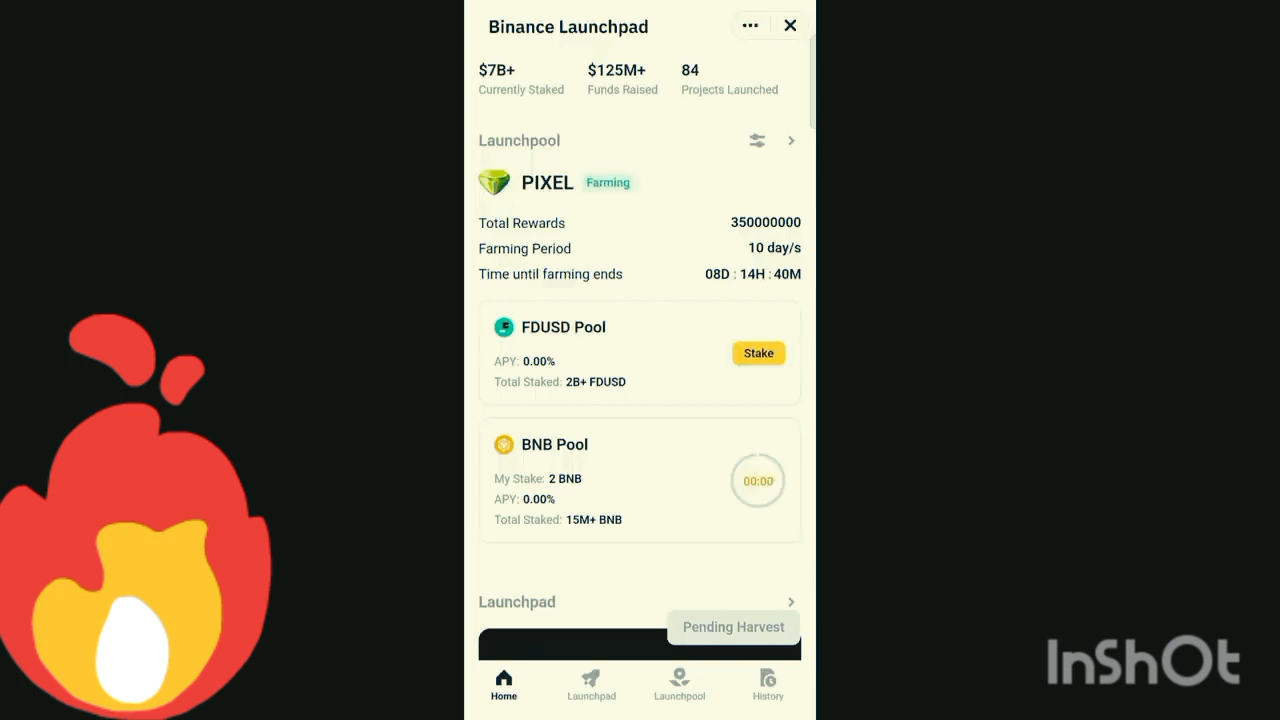 Binance Launchpad
$7B+ $125M+ 84
Currently Staked Funds Raised Projects Launched
Launchpool
PIXEL Farming
Total Rewards 350000000
Farming Period 10 day/s
Time until farming ends 08D : 14H : 40M
FDUSD Pool
APY: 0.00%
Stake
Total Staked: 2B+ FDUSD
BNB Pool
My Stake: 2 BNB
00:00
APY: 0.00%
Total Staked: 15M+ BNB
Launchpad
Pending Harvest
Home Launchpad Launchpool History
InShOt